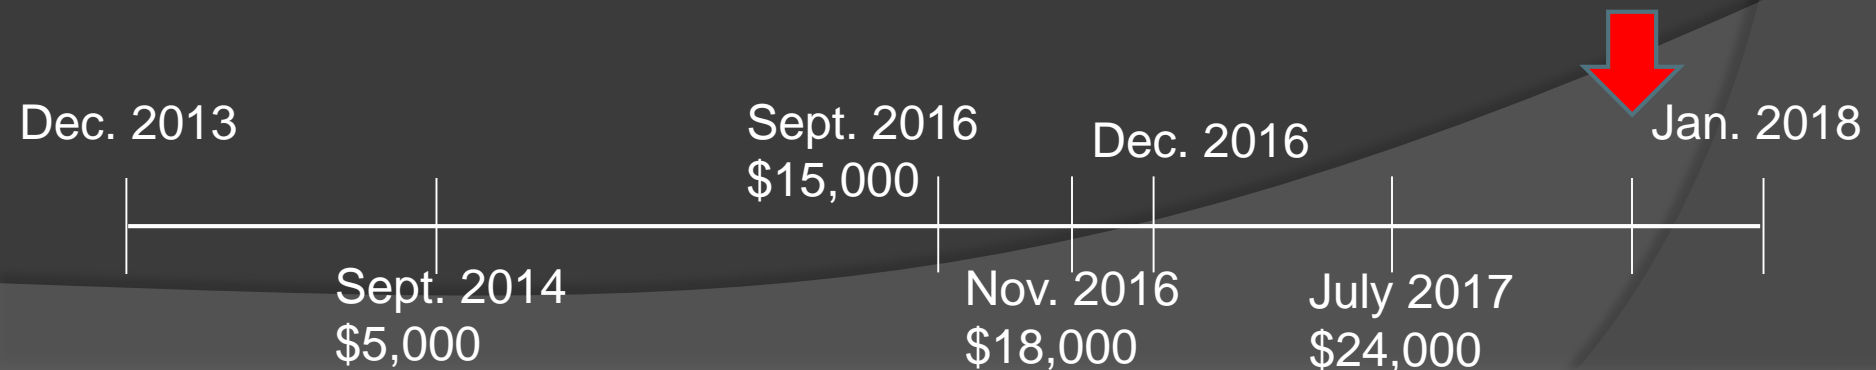 Dec. 2013
Sept. 2014
$5,000
Sept. 2016
$15,000
Nov. 2016
$18,000
Dec. 2016
July 2017
$24,000
Jan. 2018